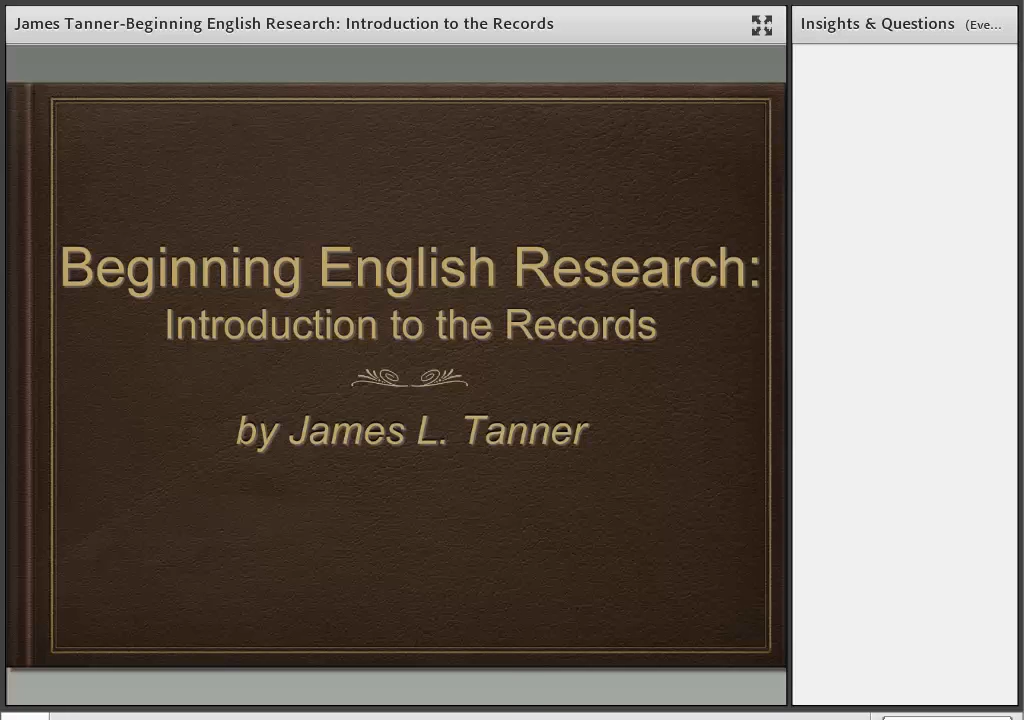 James Tanner-Beginning English Research: Introduction to the Records
Insights & Questions (Eve...
Beginning English Research:
Introduction to the Records
by James L. Tanner